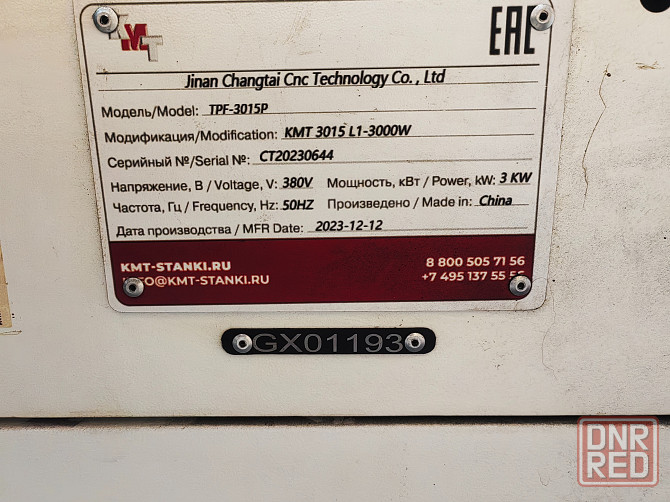 КМТ
EAC
Jinan Changtai Cnc Technology Co., Ltd
Модель/Model: TPF-3015P
Модификация/Modification: KMT 3015 L1-3000W
Серийный №/Serial №: CT20230644
Напряжение, В / Voltage, V: 380V Мощность, кВт / Power, kW: 3 KW
Частота, Гц / Frequency, Hz: 50HZ Произведено / Made in: China
Дата производства / MFR Date: 2023-12-12
KMT-STANKI.RU 8 800 505 71 56
+7 495 137 55
GX01193
DNR
RED